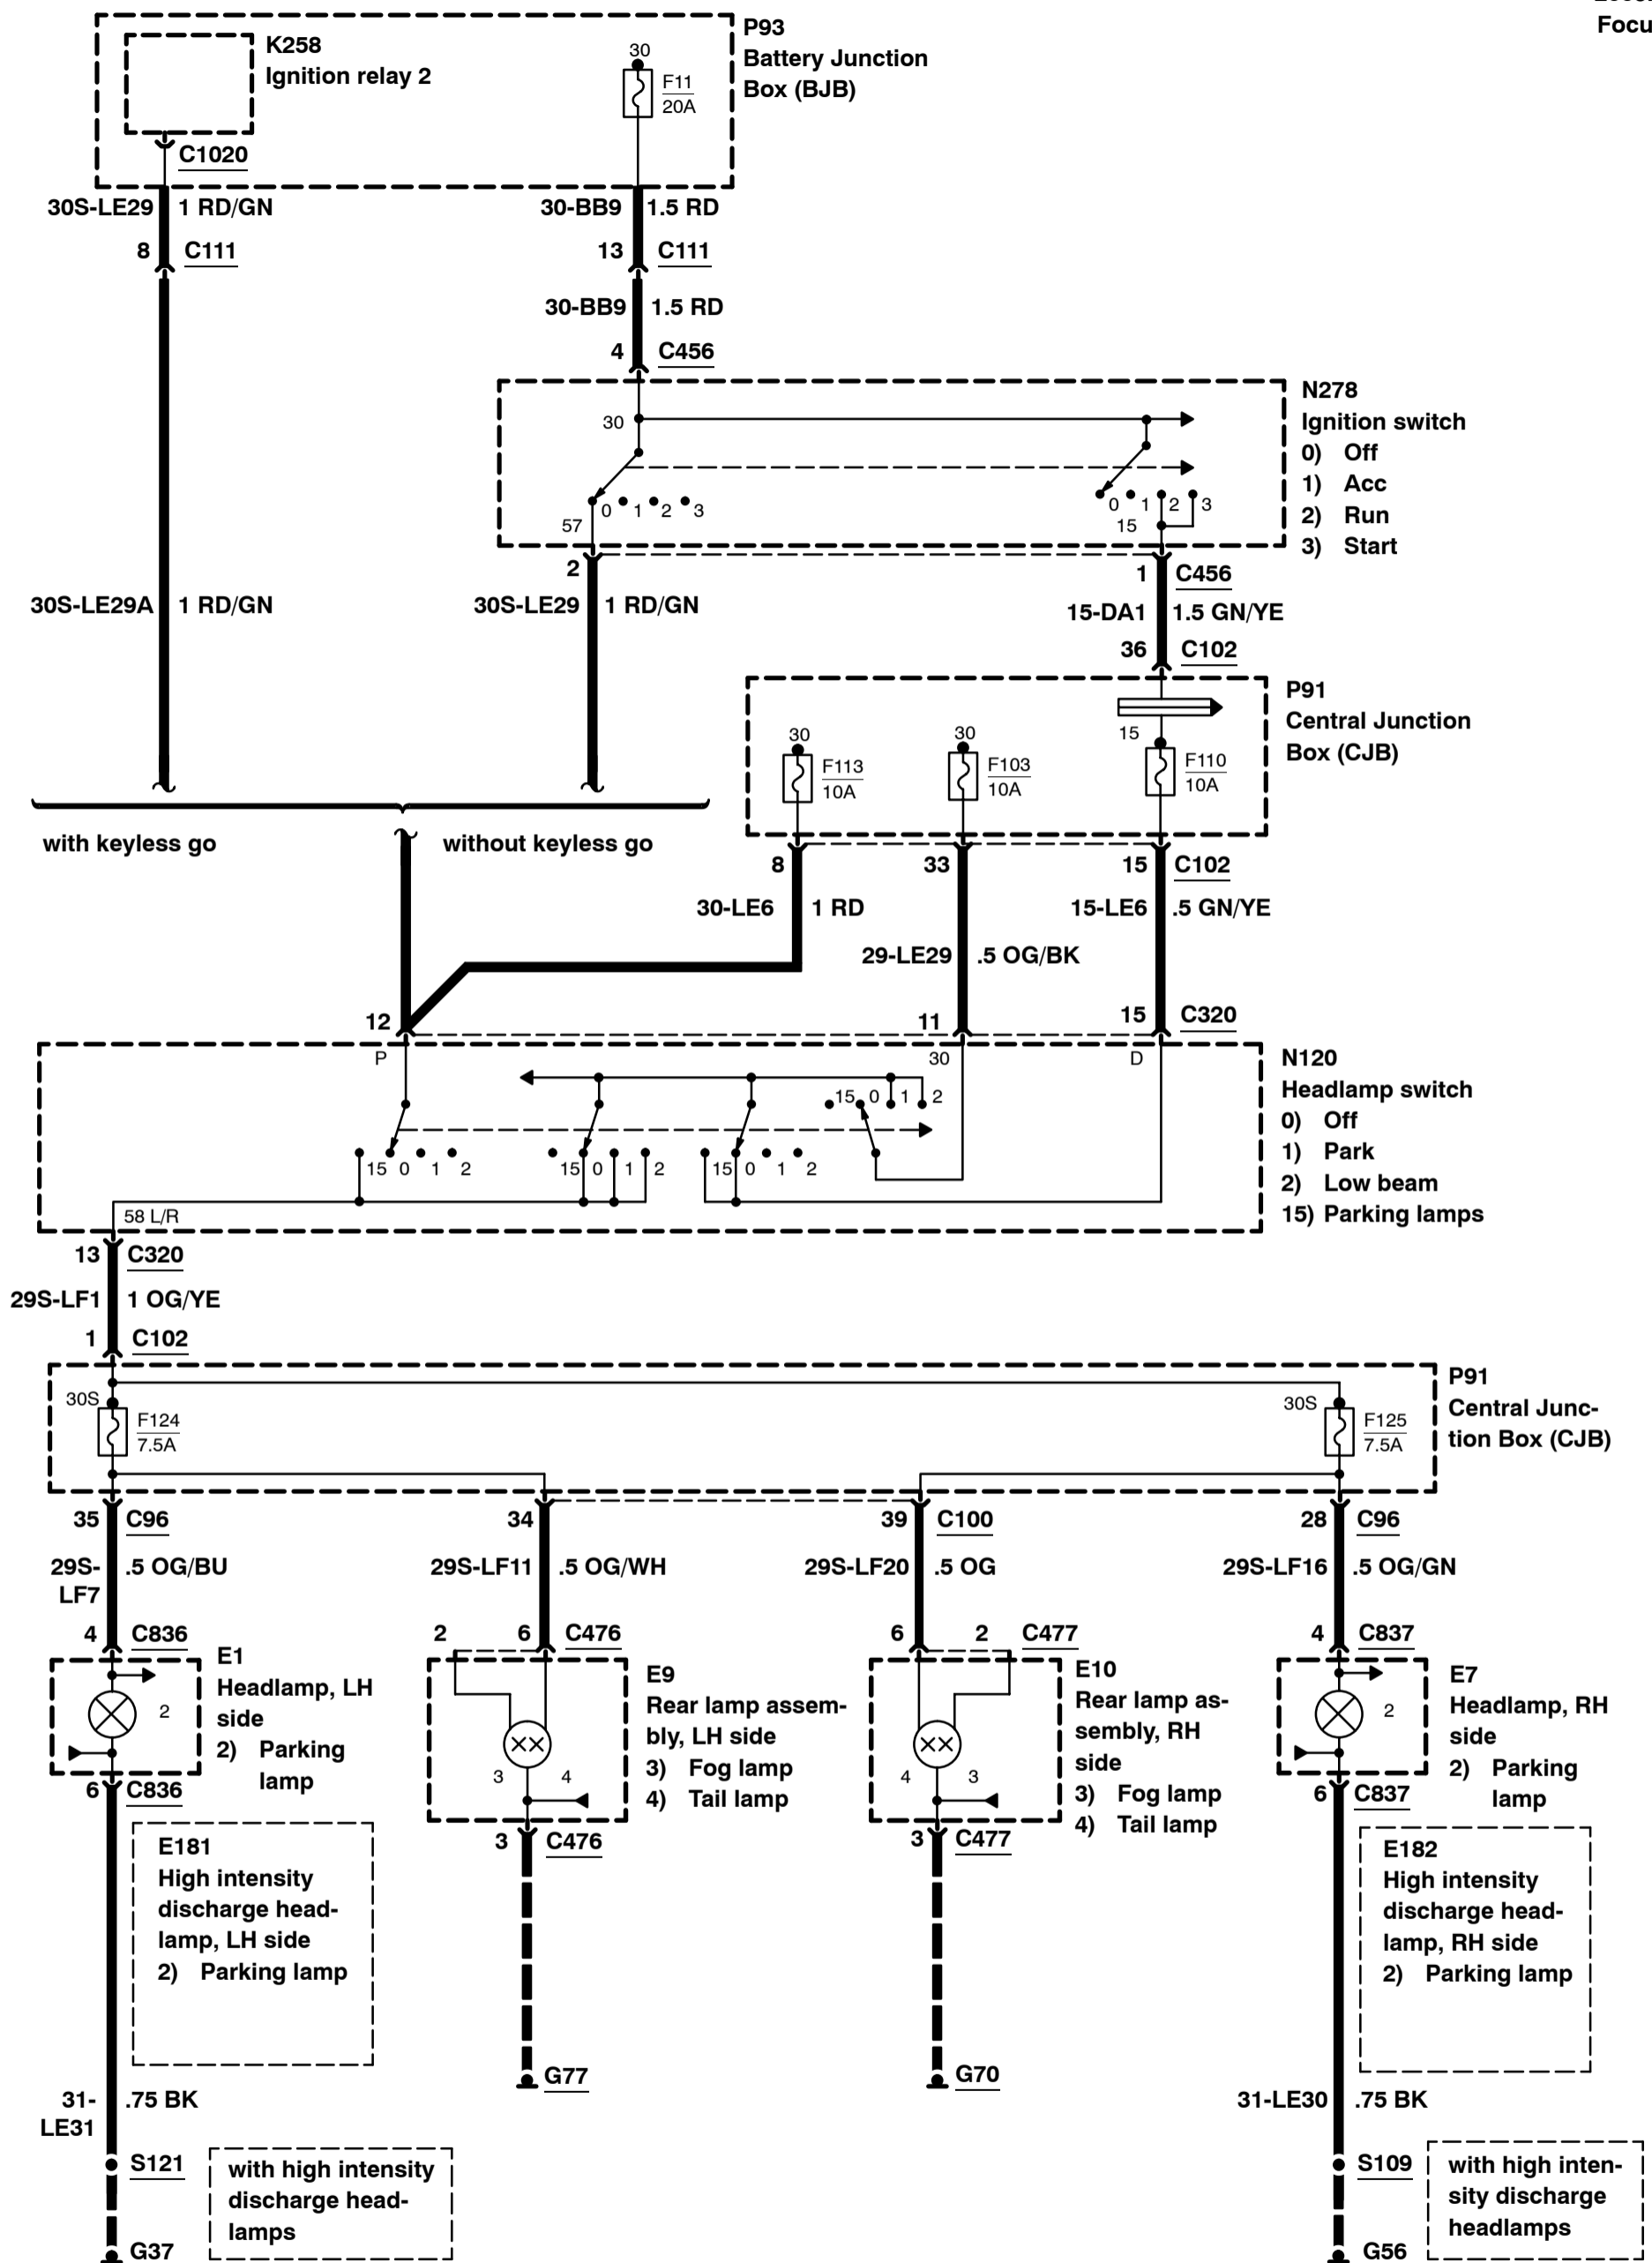 Focu
P93
Battery Junction
Box (BJB)
K258
Ignition relay 2
30
F11
20A
C1020
30S-LE29 1 RD/GN
30-BB9 1.5 RD
8 C111
13 C111
30-BB9 1.5 RD
4 C456
N278
Ignition switch
0) Off
1) Acc
2) Run
3) Start
30
0 1 2 3
57
0 1 2 3
15
2
1 C456
30S-LE29A 1 RD/GN
30S-LE29 1 RD/GN
15-DA1 1.5 GN/YE
36 C102
P91
Central Junction
Box (CJB)
30
F113
10A
30
F103
10A
15
F110
10A
with keyless go
without keyless go
8
33
15 C102
30-LE6 1 RD
15-LE6 .5 GN/YE
29-LE29 .5 OG/BK
12
11
15 C320
P
30
D
N120
Headlamp switch
0) Off
1) Park
2) Low beam
15) Parking lamps
15 0 1 2
15 0 1 2
15 0 1 2
15 0 1 2
58 L/R
13 C320
29S-LF1 1 OG/YE
1 C102
P91
Central Junc-
tion Box (CJB)
30S
F124
7.5A
30S
F125
7.5A
35 C96
34
39 C100
28 C96
29S-
LF7
.5 OG/BU
29S-LF11 .5 OG/WH
29S-LF20 .5 OG
29S-LF16 .5 OG/GN
4 C836
2 6 C476
6 2 C477
4 C837
E1
Headlamp, LH
side
2) Parking
lamp
2
E9
Rear lamp assem-
bly, LH side
3) Fog lamp
4) Tail lamp
3 4
E10
Rear lamp as-
sembly, RH
side
3) Fog lamp
4) Tail lamp
4 3
E7
Headlamp, RH
side
2) Parking
lamp
2
6 C836
3 C476
3 C477
6 C837
E181
High intensity
discharge head-
lamp, LH side
2) Parking lamp
E182
High intensity
discharge head-
lamp, RH side
2) Parking lamp
G77
G70
31-
LE31
.75 BK
31-LE30 .75 BK
S121
with high intensity
discharge head-
lamps
G37
S109
with high inten-
sity discharge
headlamps
G56